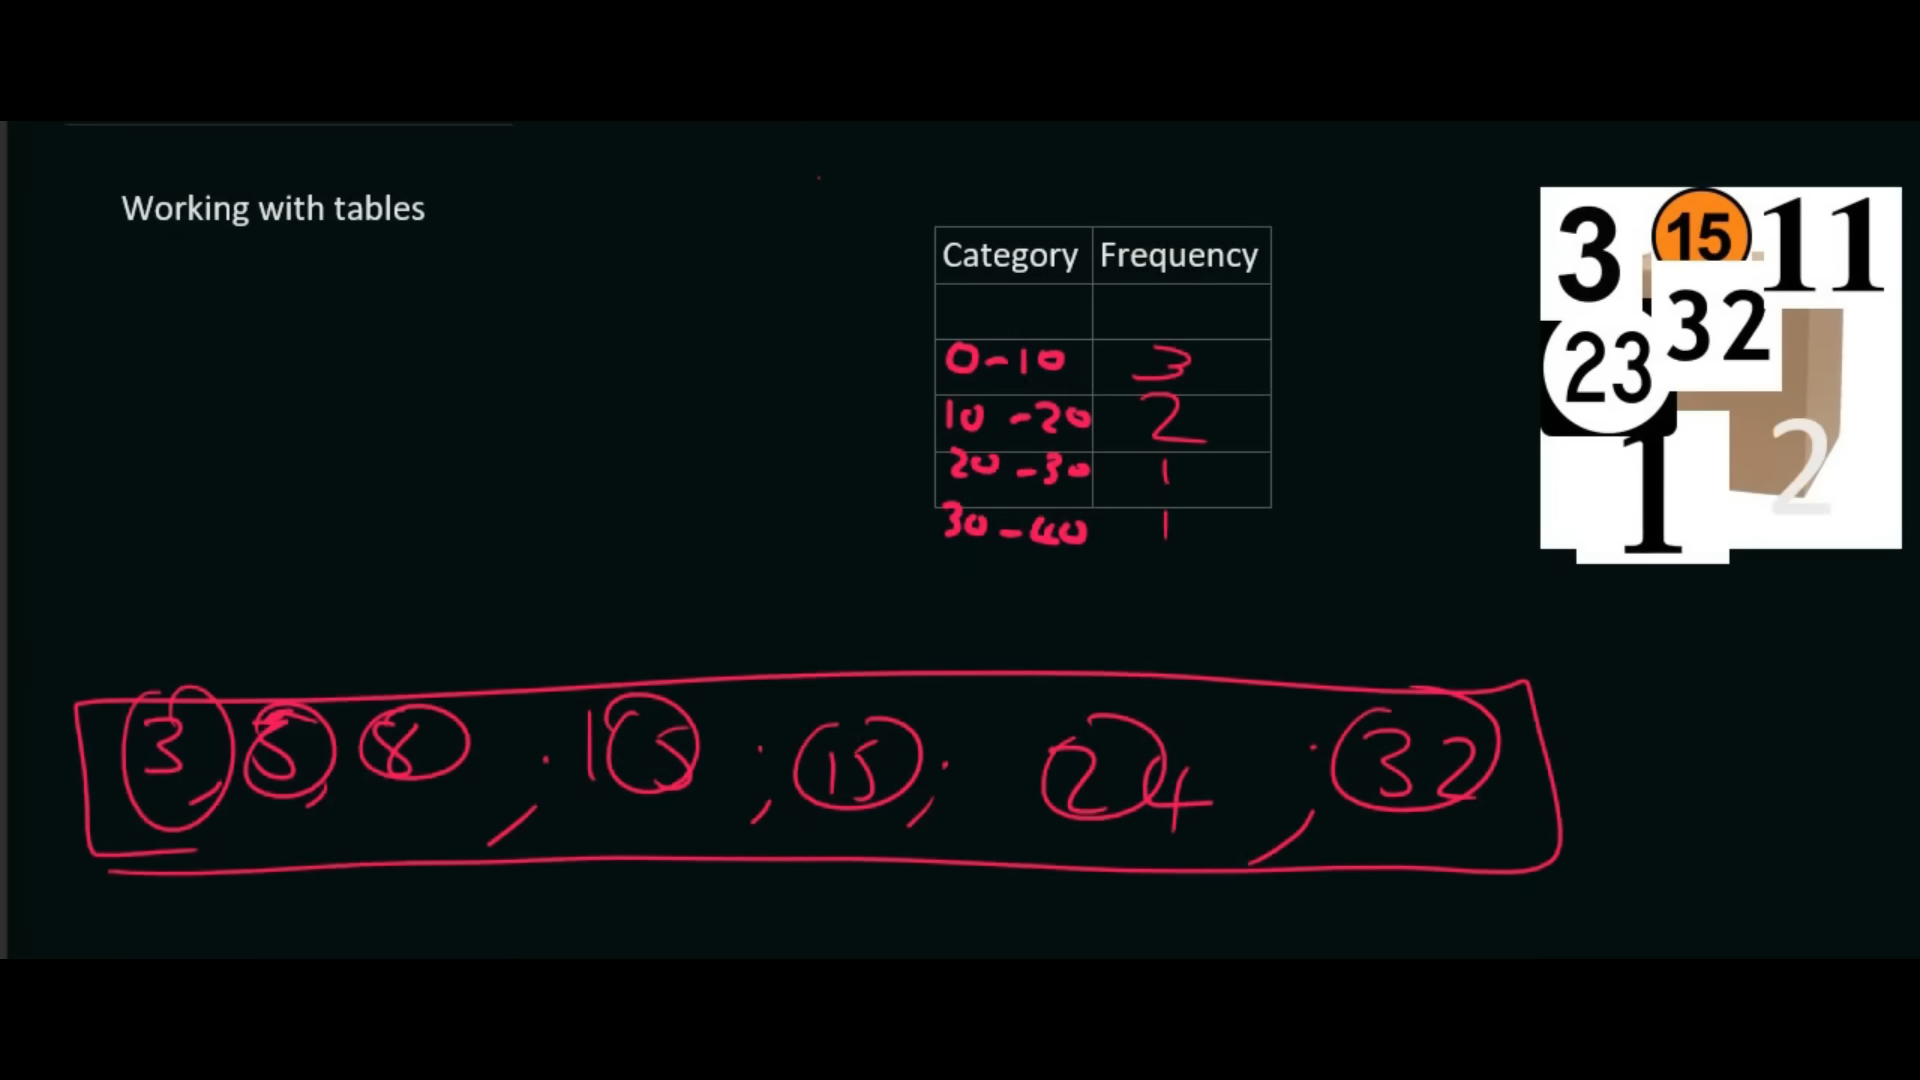 Working with tables
Category Frequency
0-10 3
10-20 2
20-30 1
30-40 1
3 15 11
23 32
1 2
3, 8, 8, 15; 15; 24, 32